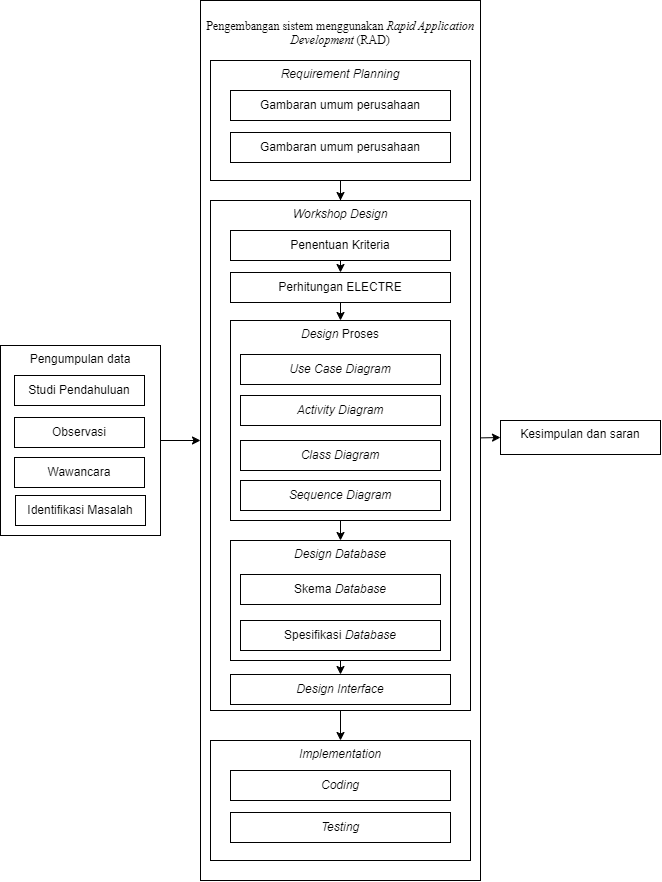 Pengumpulan data
Studi Pendahuluan
Observasi
Wawancara
Identifikasi Masalah
Pengembangan sistem menggunakan Rapid Application
Development (RAD)
Requirement Planning
Gambaran umum perusahaan
Gambaran umum perusahaan
Workshop Design
Penentuan Kriteria
Perhitungan ELECTRE
Design Proses
Use Case Diagram
Activity Diagram
Class Diagram
Sequence Diagram
Design Database
Skema Database
Spesifikasi Database
Design Interface
Implementation
Coding
Testing
Kesimpulan dan saran